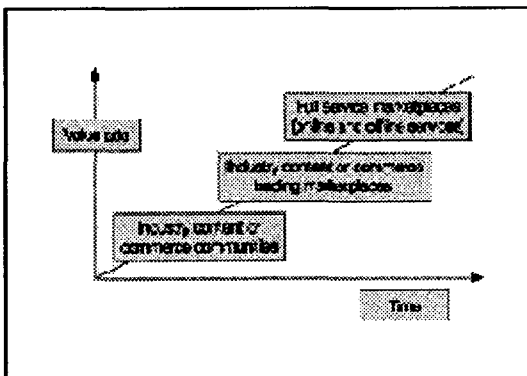 Full Service marketplaces
(online and offline services)
Value add
Industry content or commerce
trading marketplaces
Industry content or
commerce communities
Time